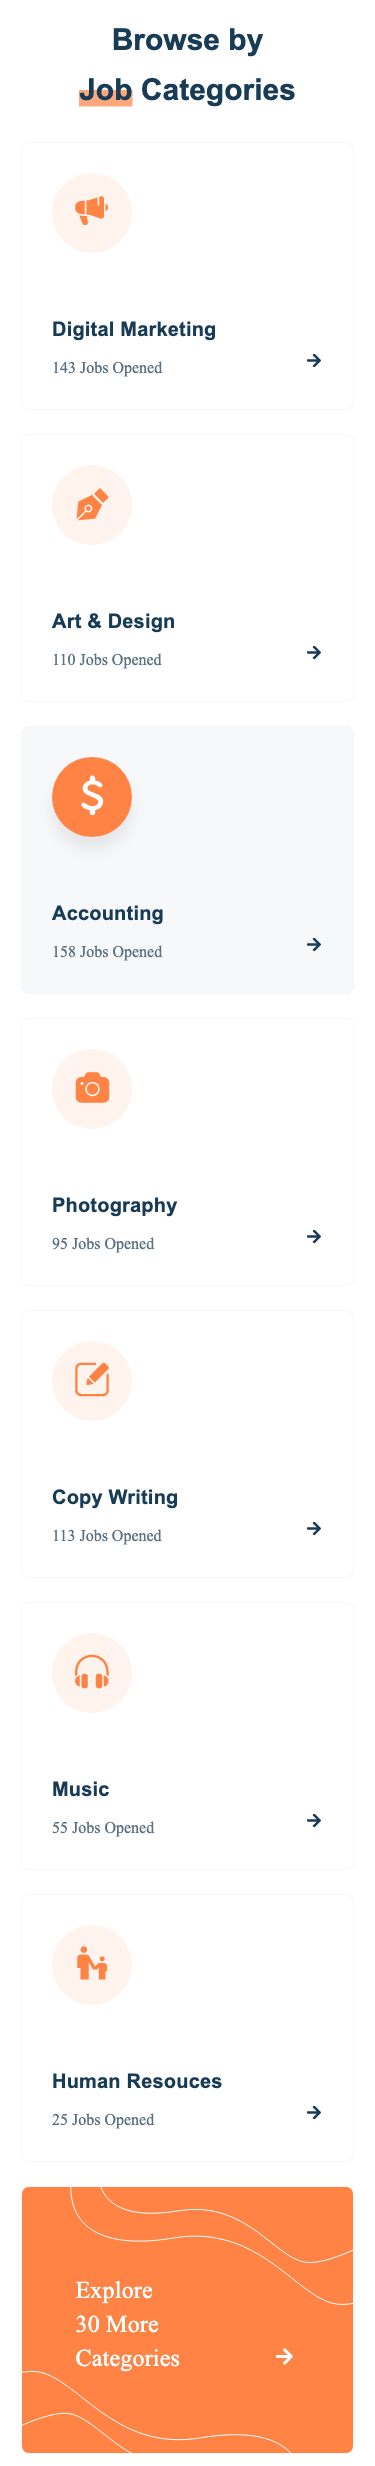 Browse by
Job Categories
Digital Marketing
143 Jobs Opened
Art & Design
110 Jobs Opened
Accounting
158 Jobs Opened
Photography
95 Jobs Opened
Copy Writing
113 Jobs Opened
Music
55 Jobs Opened
Human Resouces
25 Jobs Opened
Explore
30 More
Categories